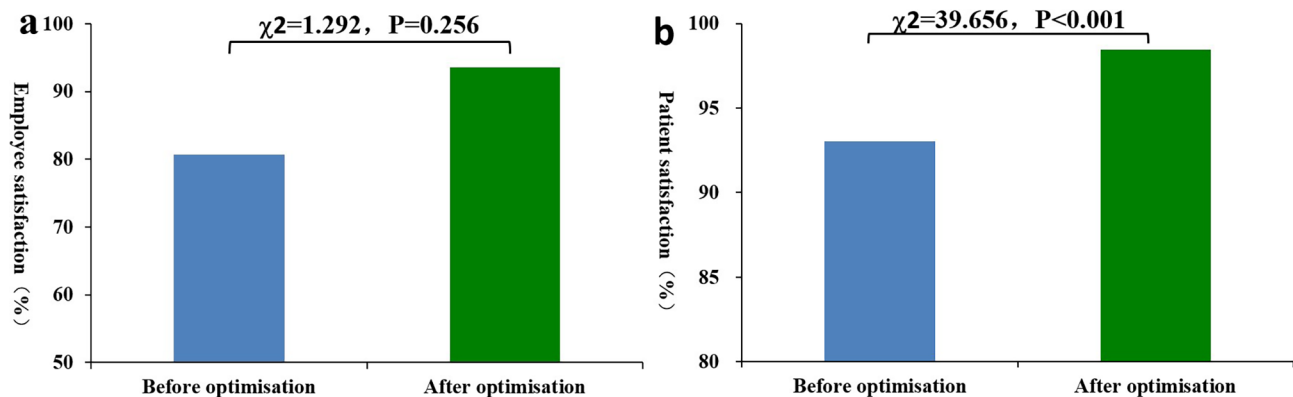 a
χ2=1.292, P=0.256
Employee satisfaction（%）
100
90
80
70
60
50
Before optimisation
After optimisation
b
χ2=39.656, P<0.001
Patient satisfaction（%）
100
95
90
85
80
Before optimisation
After optimisation